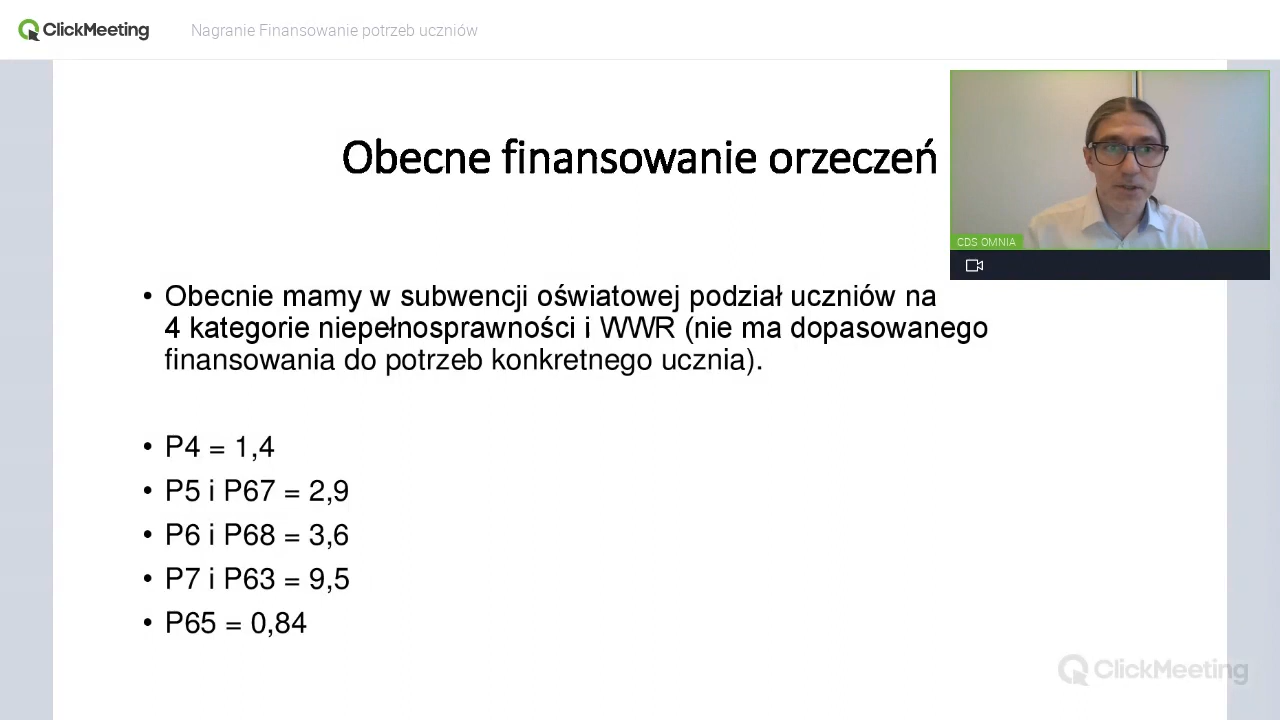 ClickMeeting
Nagranie Finansowanie potrzeb uczniów
Obecne finansowanie orzeczeń
CDS OMNIA
• Obecnie mamy w subwencji oświatowej podział uczniów na
4 kategorie niepełnosprawności i WWR (nie ma dopasowanego
finansowania do potrzeb konkretnego ucznia).
• P4 = 1,4
• P5 i P67 = 2,9
• P6 i P68 = 3,6
• P7 i P63 = 9,5
• P65 = 0,84
ClickMeeting